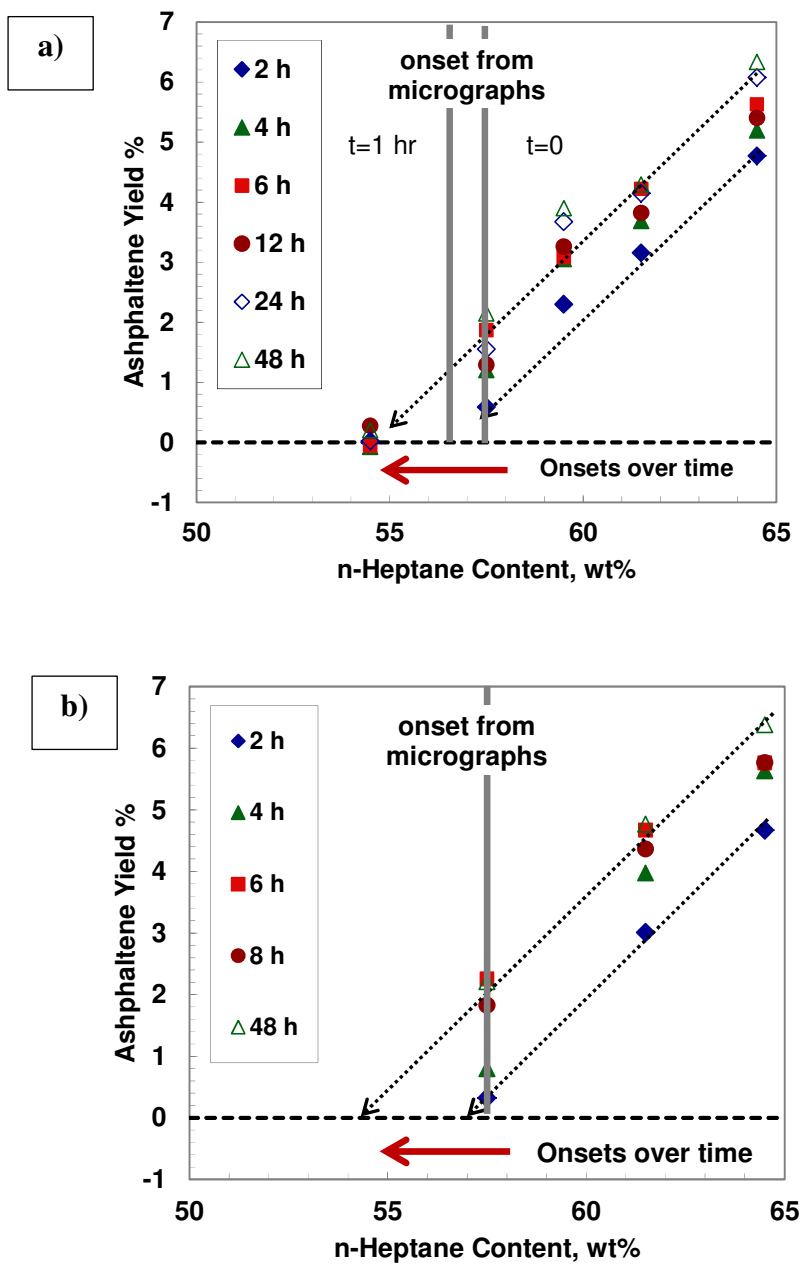 a)
7
6
5
4
3
2
1
0
-1
Ashphaltene Yield %
2 h
4 h
6 h
12 h
24 h
48 h
onset from
micrographs
t=1 hr
t=0
Onsets over time
50
55
60
65
n-Heptane Content, wt%
b)
7
6
5
4
3
2
1
0
-1
Ashphaltene Yield %
2 h
4 h
6 h
8 h
48 h
onset from
micrographs
Onsets over time
50
55
60
65
n-Heptane Content, wt%